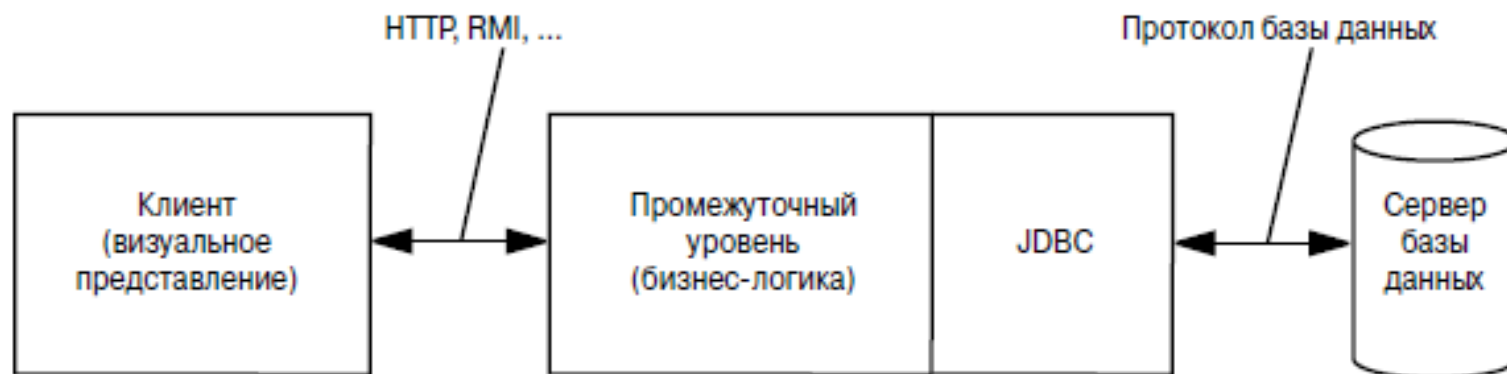 HTTP, RMI, ...
Протокол базы данных
Клиент
(визуальное
представление)
Промежуточный
уровень
(бизнес-логика)
JDBC
Сервер
базы
данных